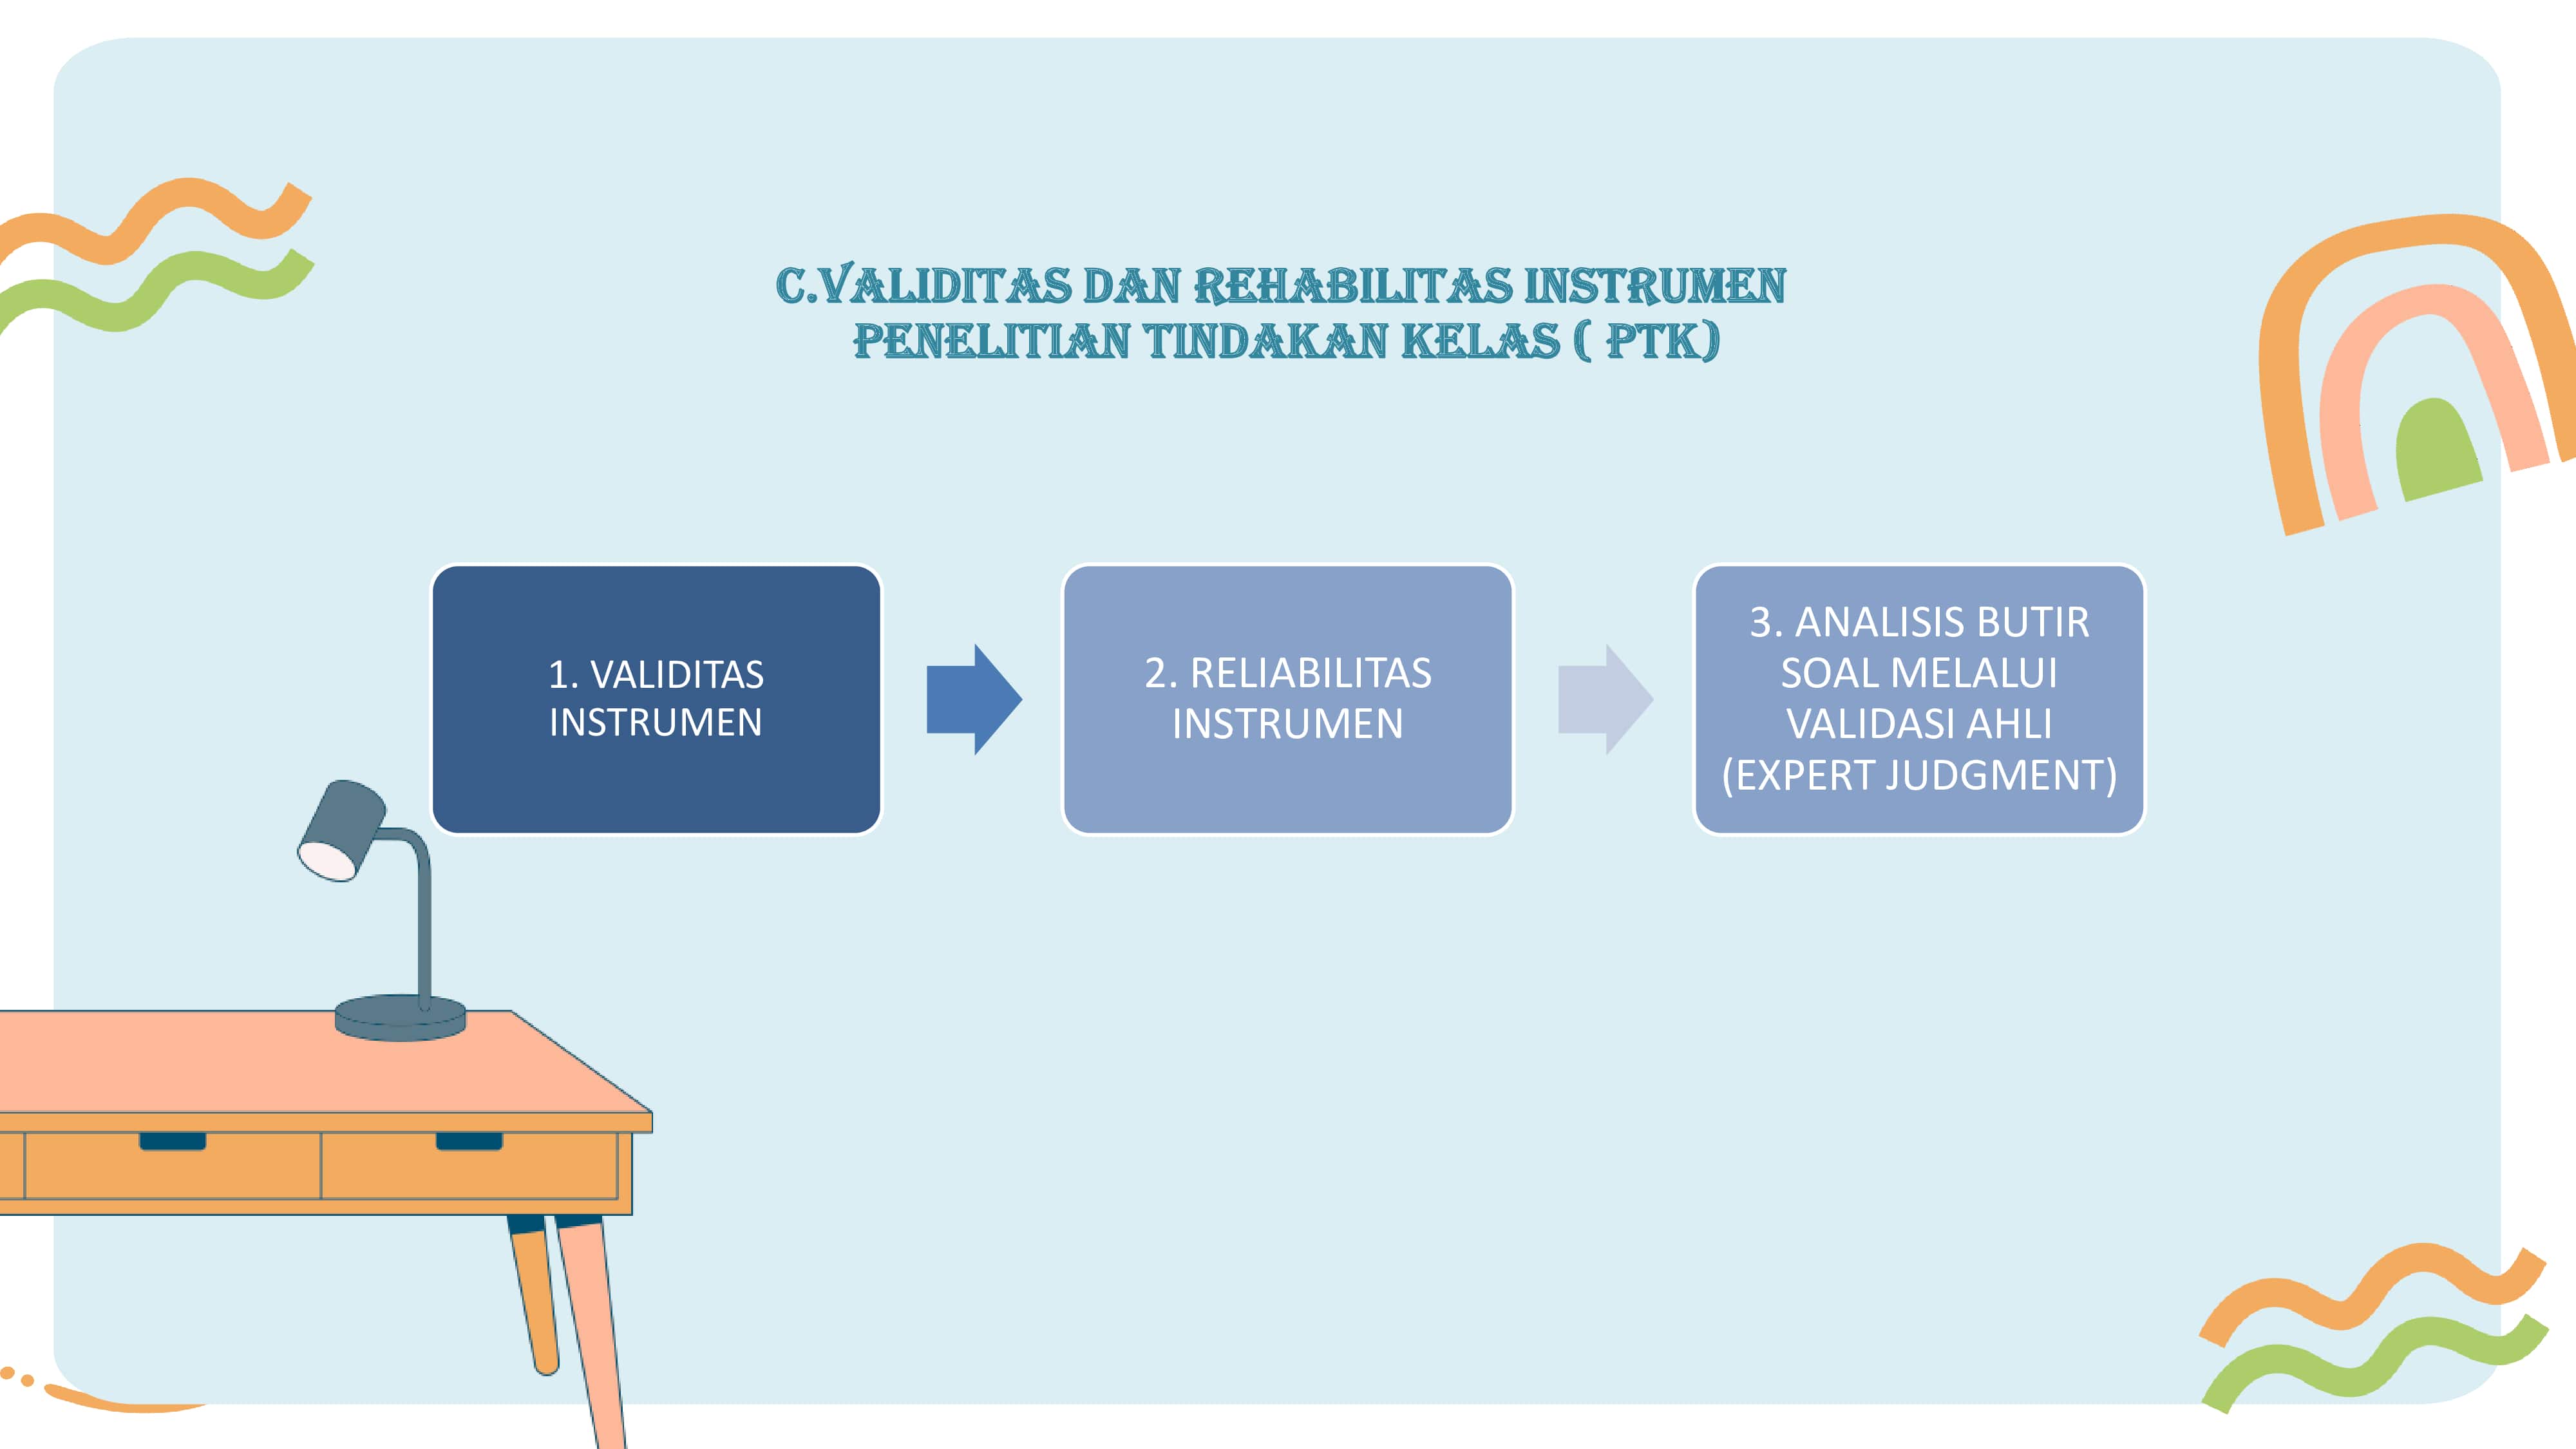 C.VALIDITAS DAN REHABILITAS INSTRUMEN
PENELITIAN TINDAKAN KELAS ( PTK)
1. VALIDITAS
INSTRUMEN
2. RELIABILITAS
INSTRUMEN
3. ANALISIS BUTIR
SOAL MELALUI
VALIDASI AHLI
(EXPERT JUDGMENT)